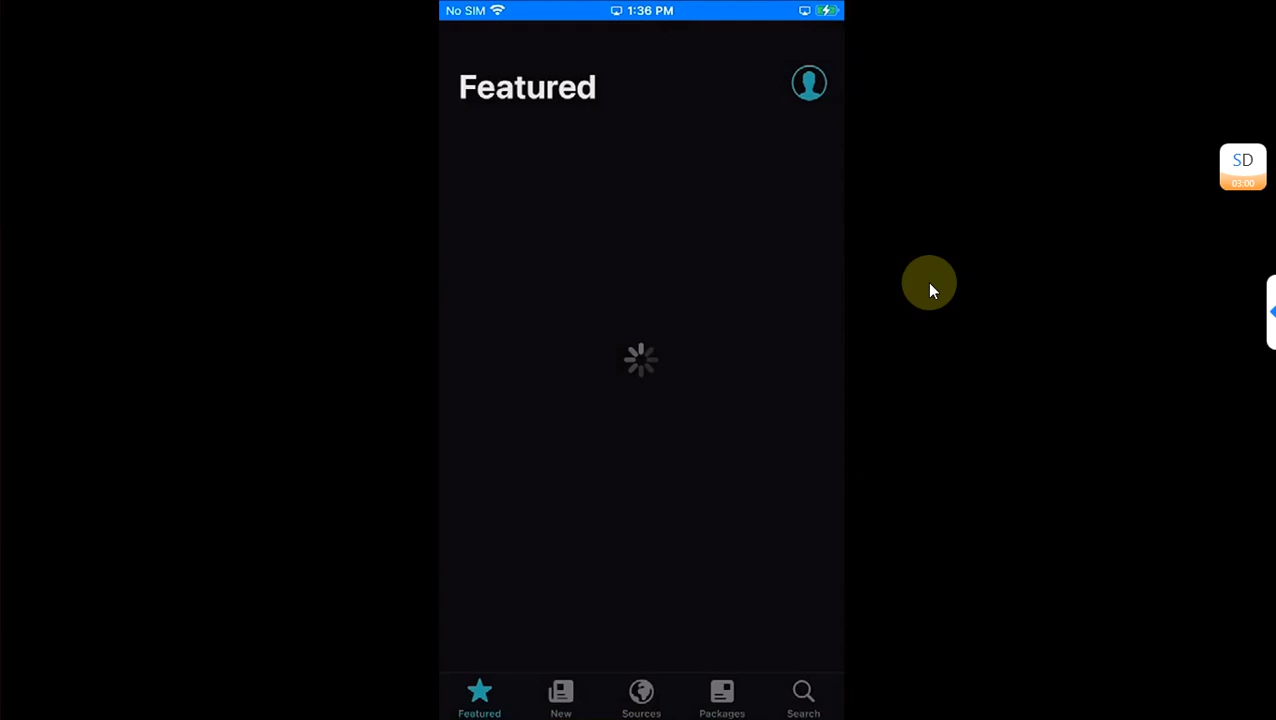 No SIM 1:36 PM
Featured
SD
03:00
Featured New Sources Packages Search